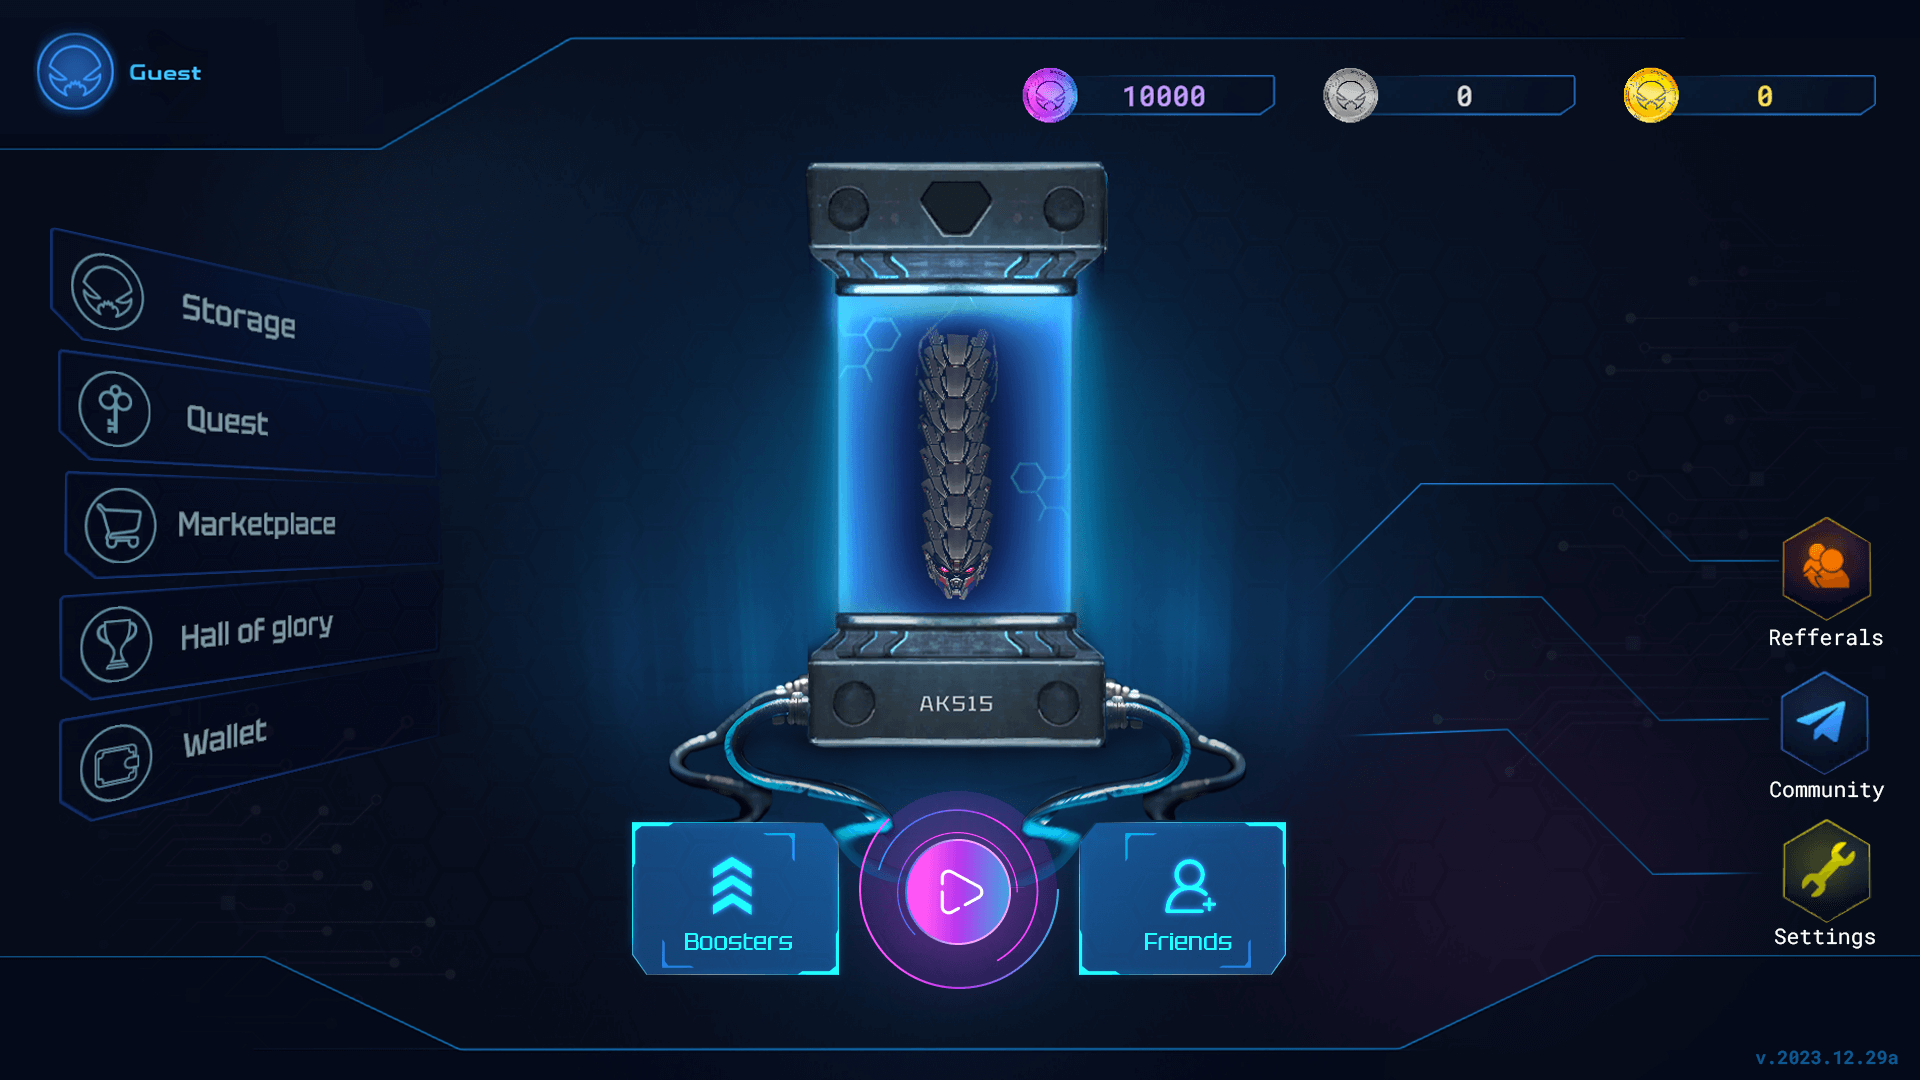 Guest
10000
0
0
Storage
Quest
Marketplace
Hall of glory
Wallet
AK515
Boosters
Friends
Refferals
Community
Settings
v.2023.12.29a